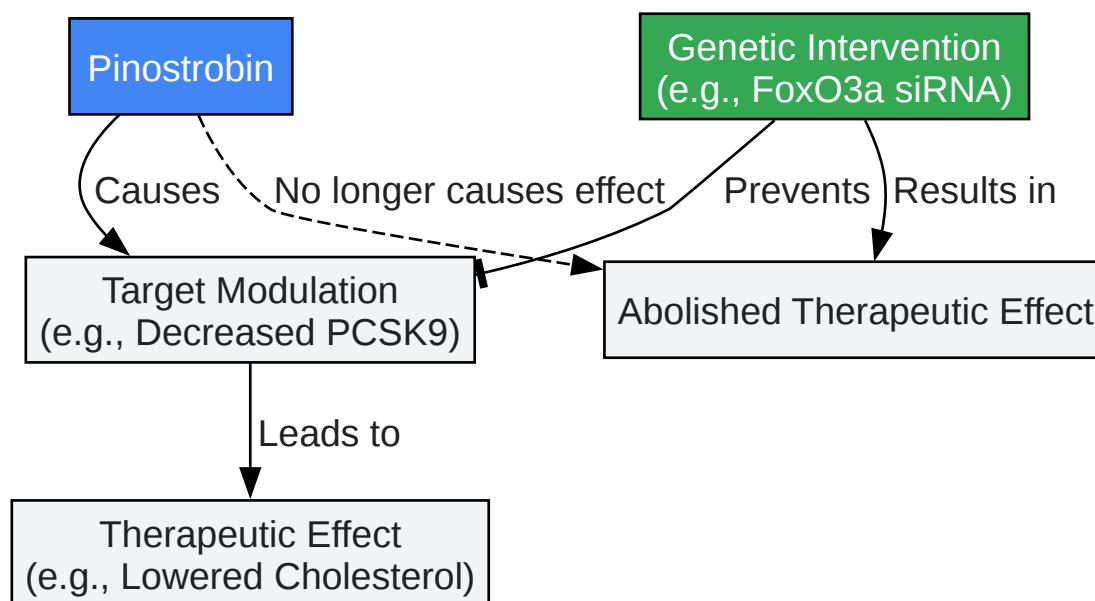 Pinostrobin
Genetic Intervention
(e.g., FoxO3a siRNA)
Causes
No longer causes effect
Prevents
Results in
Target Modulation
(e.g., Decreased PCSK9)
Abolished Therapeutic Effect
Leads to
Therapeutic Effect
(e.g., Lowered Cholesterol)